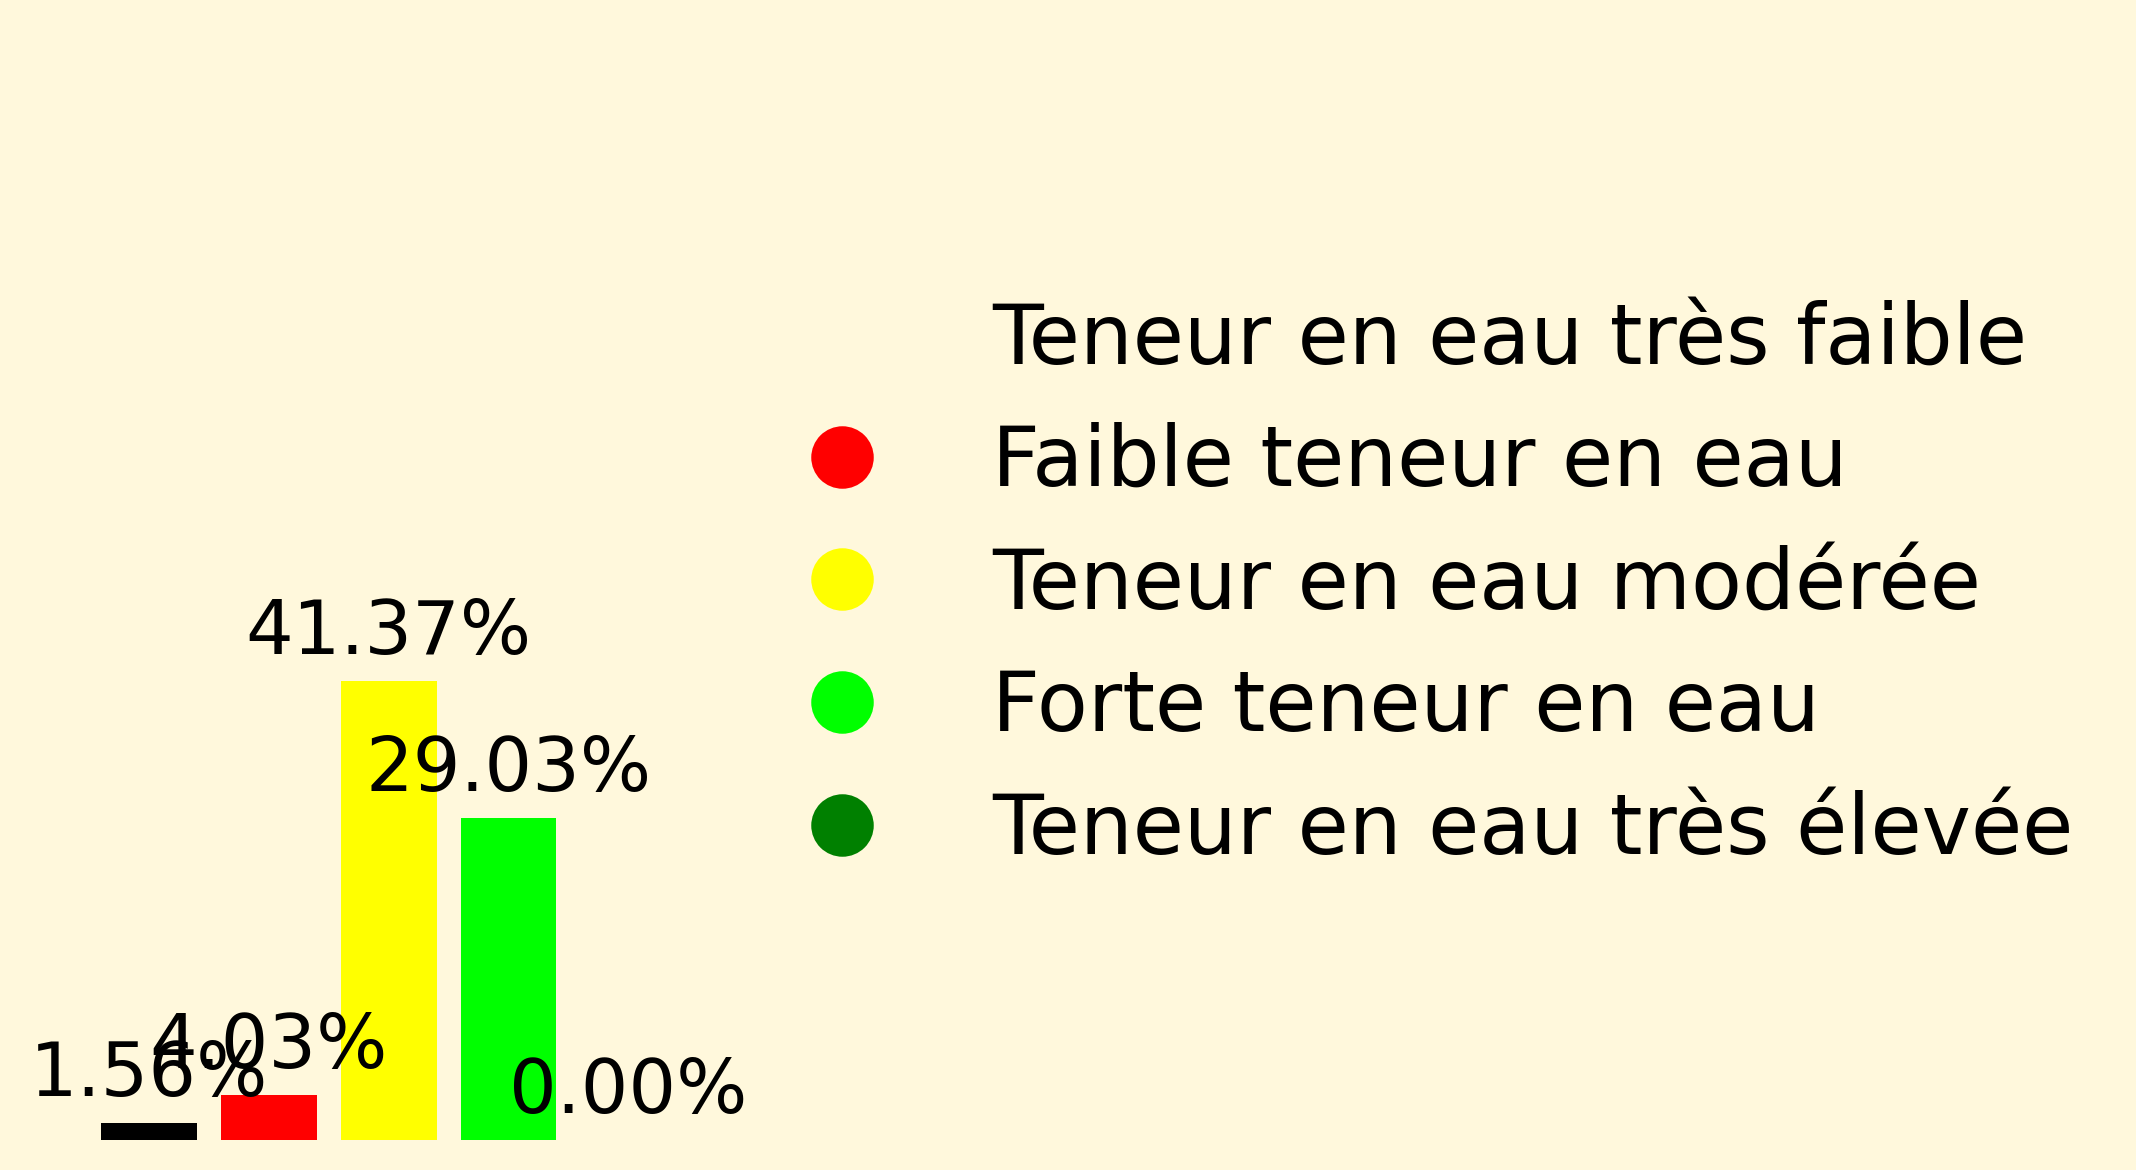 Teneur en eau très faible
Faible teneur en eau
Teneur en eau modérée
Forte teneur en eau
Teneur en eau très élevée
41.37%
29.03%
4.03%
1.56%
0.00%